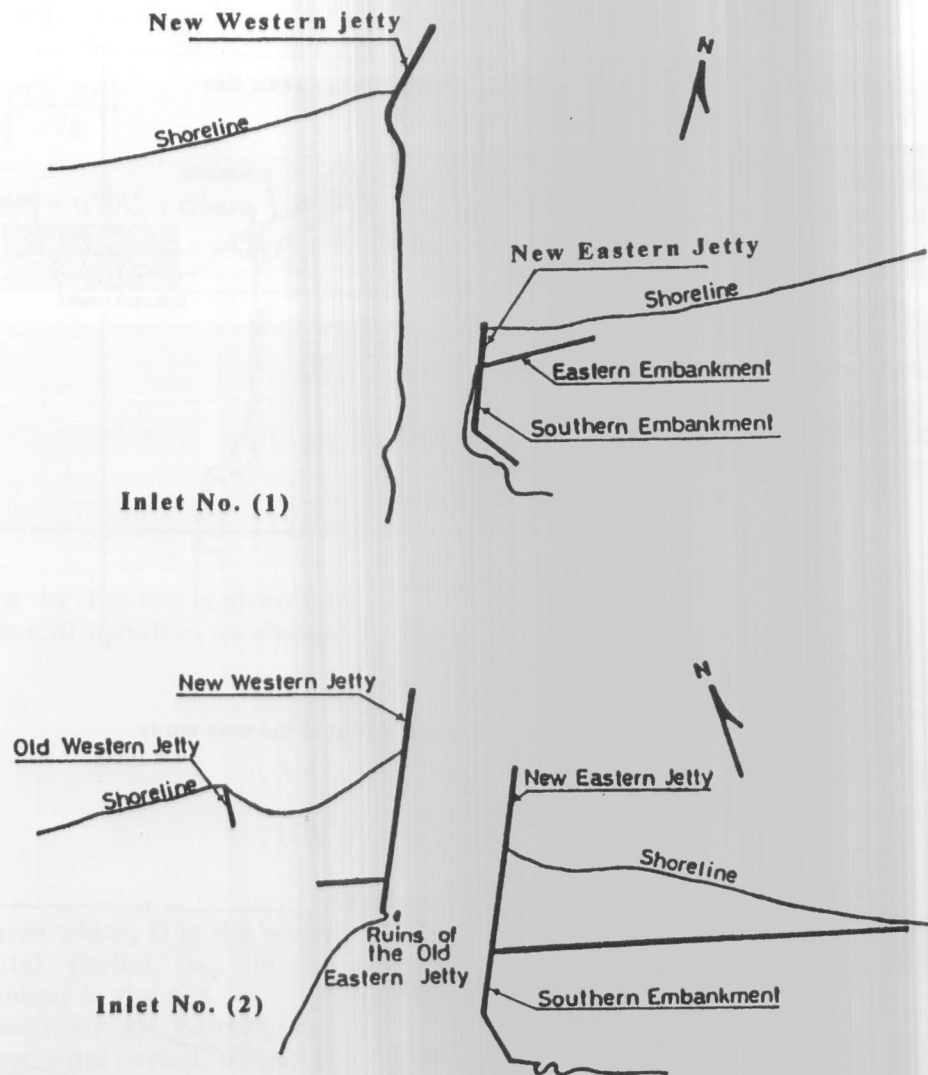 New Western jetty
N
Shoreline
New Eastern Jetty
Shoreline
Eastern Embankment
Southern Embankment
Inlet No. (1)
N
New Western Jetty
Old Western Jetty
New Eastern Jetty
Shoreline
Shoreline
Ruins of
the Old
Eastern Jetty
Southern Embankment
Inlet No. (2)